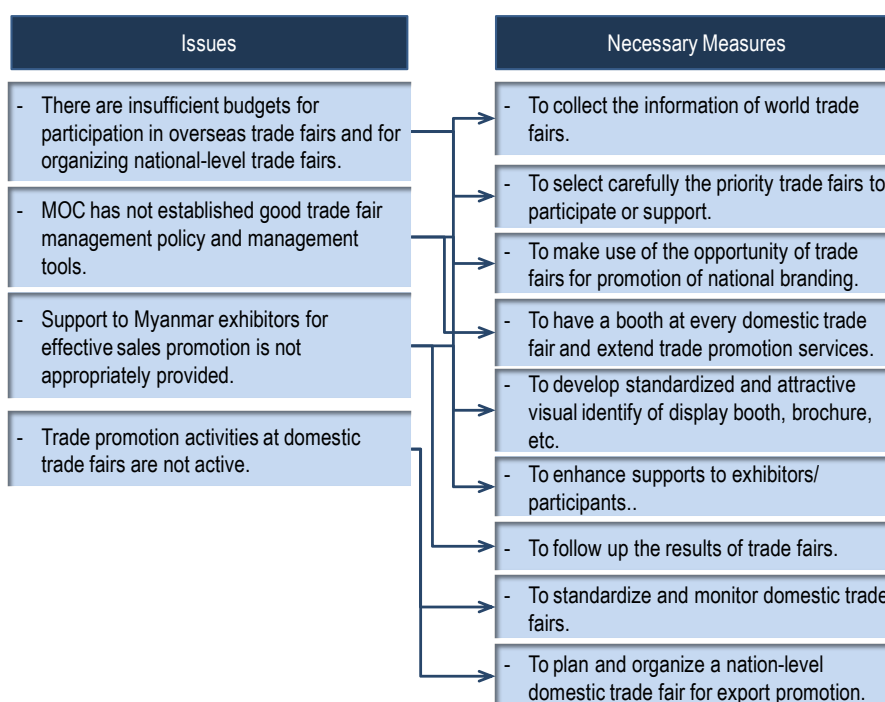 Issues
- There are insufficient budgets for
participation in overseas trade fairs and for
organizing national-level trade fairs.
- MOC has not established good trade fair
management policy and management
tools.
- Support to Myanmar exhibitors for
effective sales promotion is not
appropriately provided.
- Trade promotion activities at domestic
trade fairs are not active.
Necessary Measures
- To collect the information of world trade
fairs.
- To select carefully the priority trade fairs to
participate or support.
- To make use of the opportunity of trade
fairs for promotion of national branding.
- To have a booth at every domestic trade
fair and extend trade promotion services.
- To develop standardized and attractive
visual identify of display booth, brochure,
etc.
- To enhance supports to exhibitors/
participants..
- To follow up the results of trade fairs.
- To standardize and monitor domestic trade
fairs.
- To plan and organize a nation-level
domestic trade fair for export promotion.